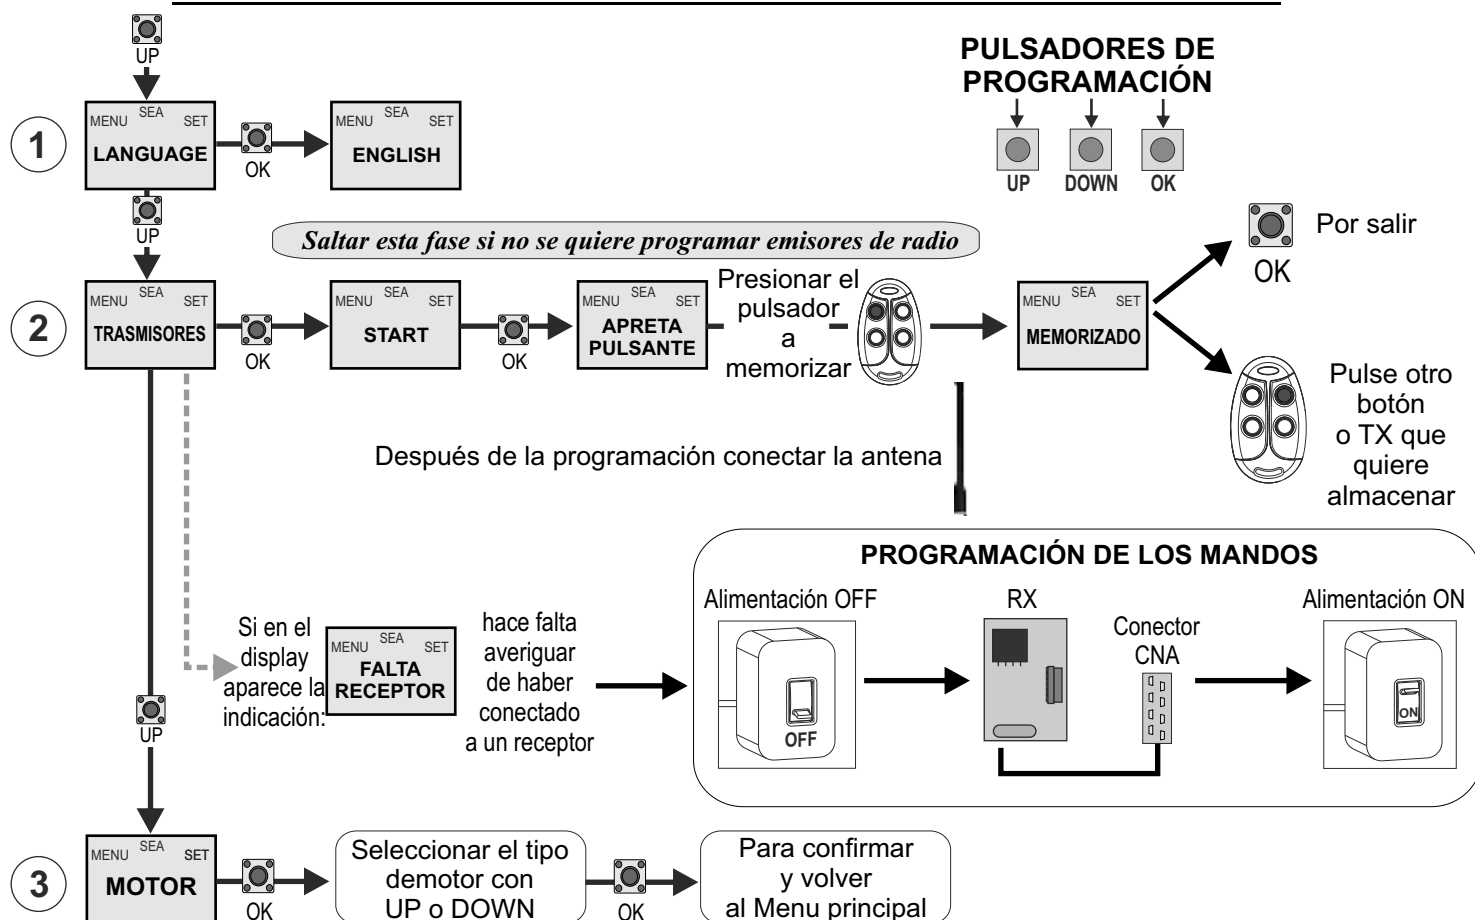 UP
PULSADORES DE
PROGRAMACIÓN
UP DOWN OK
1
MENU SEA SET
LANGUAGE
OK
MENU SEA SET
ENGLISH
UP
Saltar esta fase si no se quiere programar emisores de radio
2
MENU SEA SET
TRASMISORES
OK
MENU SEA SET
START
OK
MENU SEA SET
APRETA
PULSANTE
Presionar el
pulsador
a
memorizar
MENU SEA SET
MEMORIZADO
OK
Por salir
Pulse otro
botón
o TX que
quiere
almacenar
Después de la programación conectar la antena
Si en el
display
aparece la
indicación:
MENU SEA SET
FALTA
RECEPTOR
hace falta
averiguar
de haber
conectado
a un receptor
PROGRAMACIÓN DE LOS MANDOS
Alimentación OFF
OFF
RX
Conector
CNA
Alimentación ON
ON
UP
3
MENU SEA SET
MOTOR
OK
Seleccionar el tipo
demotor con
UP o DOWN
OK
Para confirmar
y volver
al Menu principal